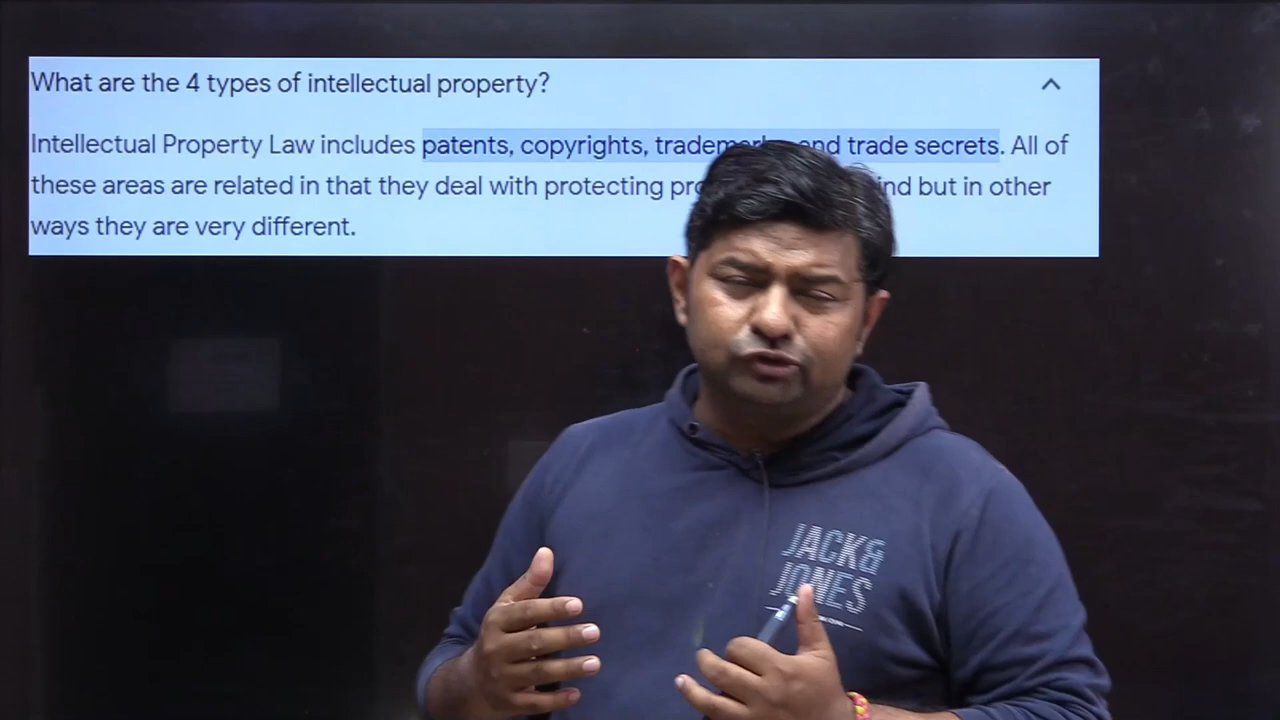 What are the 4 types of intellectual property?
Intellectual Property Law includes patents, copyrights, trademarks and trade secrets. All of
these areas are related in that they deal with protecting but in other
ways they are very different.
JACK&
JONES